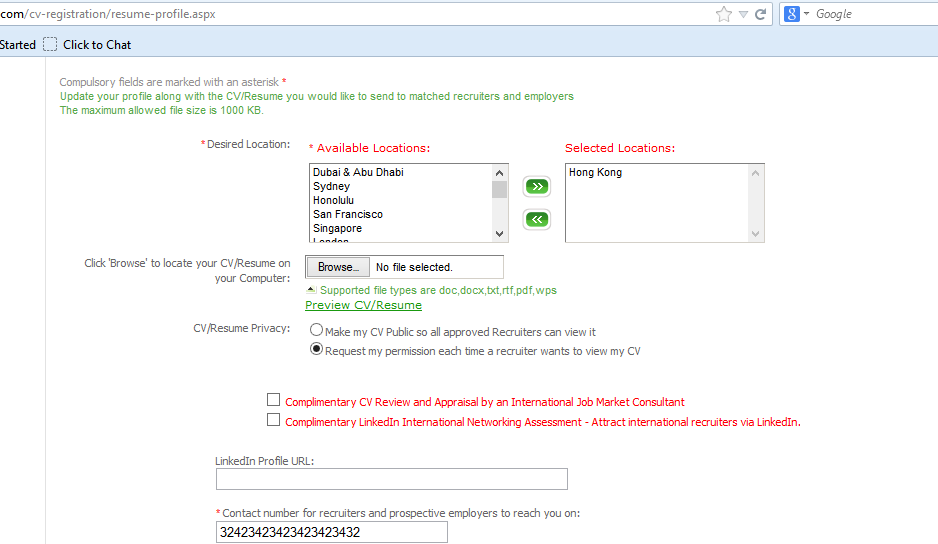 com/cv-registration/resume-profile.aspx
Google
Started Click to Chat
Compulsory fields are marked with an asterisk *
Update your profile along with the CV/Resume you would like to send to matched recruiters and employers
The maximum allowed file size is 1000 KB.
* Desired Location:
* Available Locations:
Selected Locations:
Dubai & Abu Dhabi
Sydney
Honolulu
San Francisco
Singapore
London
>>
<<
Hong Kong
Click 'Browse' to locate your CV/Resume on
your Computer:
Browse... No file selected.
Supported file types are doc,docx,txt,rtf,pdf,wps
Preview CV/Resume
CV/Resume Privacy:
Make my CV Public so all approved Recruiters can view it
Request my permission each time a recruiter wants to view my CV
Complimentary CV Review and Appraisal by an International Job Market Consultant
Complimentary LinkedIn International Networking Assessment - Attract international recruiters via LinkedIn.
LinkedIn Profile URL:
* Contact number for recruiters and prospective employers to reach you on:
32423423423423423432